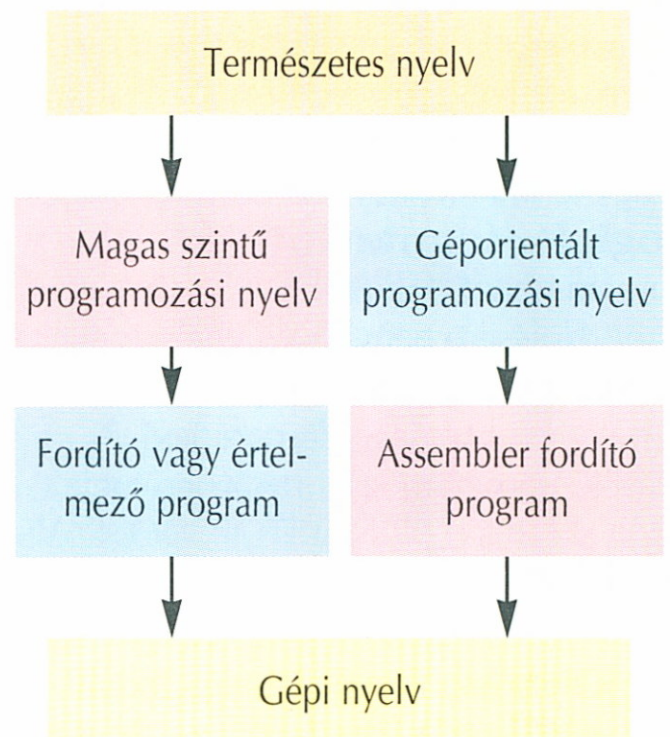 Természetes nyelv
Magas szintű
programozási nyelv
Géporientált
programozási nyelv
Fordító vagy értel-
mező program
Assembler fordító
program
Gépi nyelv